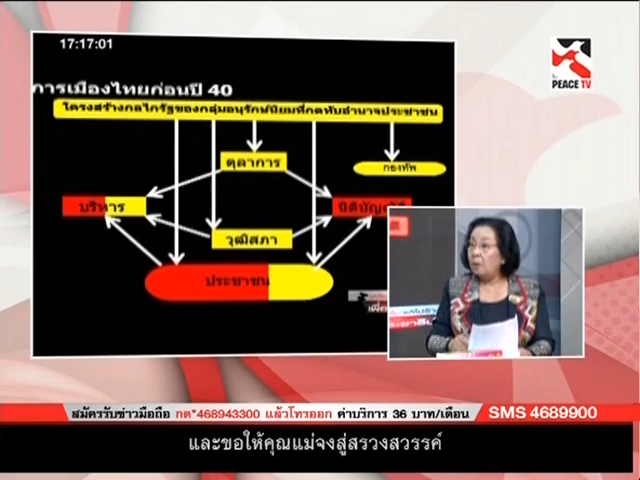 17:17:01
PEACE TV
การเมืองไทยก่อนปี 40
โครงสร้างกลไกรัฐของกลุ่มอนุรักษ์นิยมที่กดทับอำนาจประชาชน
ตุลาการ
กองทัพ
บริหาร
วุฒิสภา
ประชาชน
สมัครรับข่าวมือถือ กด*468943300 แล้วโทรออก ค่าบริการ 36 บาท/เดือน
SMS 4689900
และขอให้คุณแม่จงสู่สรวงสวรรค์